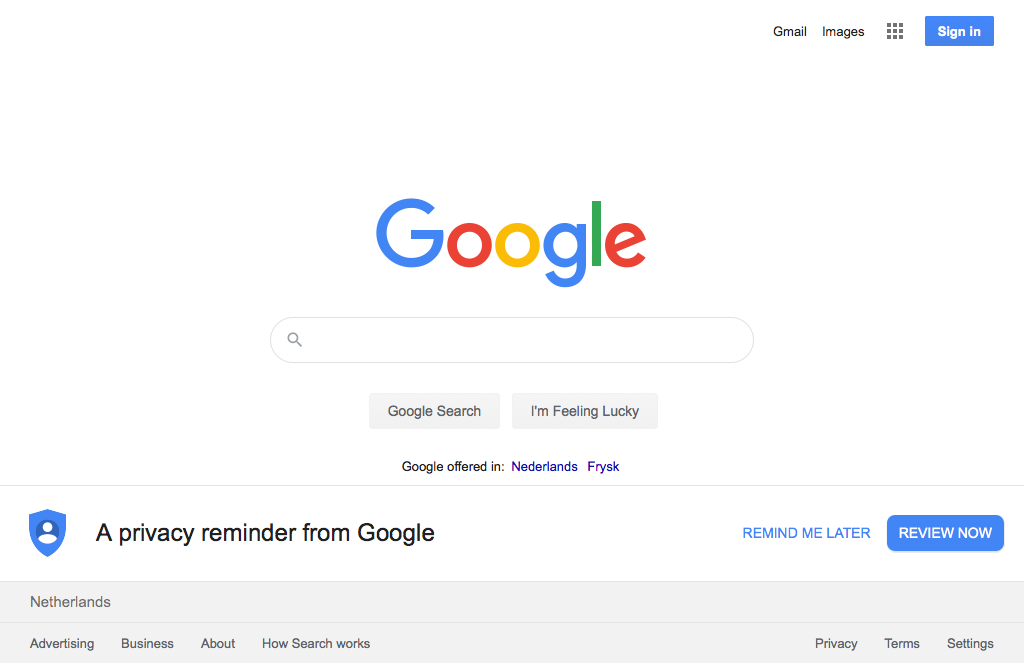 Gmail Images Sign in
Google
Google Search I'm Feeling Lucky
Google offered in: Nederlands Frysk
A privacy reminder from Google REMIND ME LATER REVIEW NOW
Netherlands
Advertising Business About How Search works Privacy Terms Settings